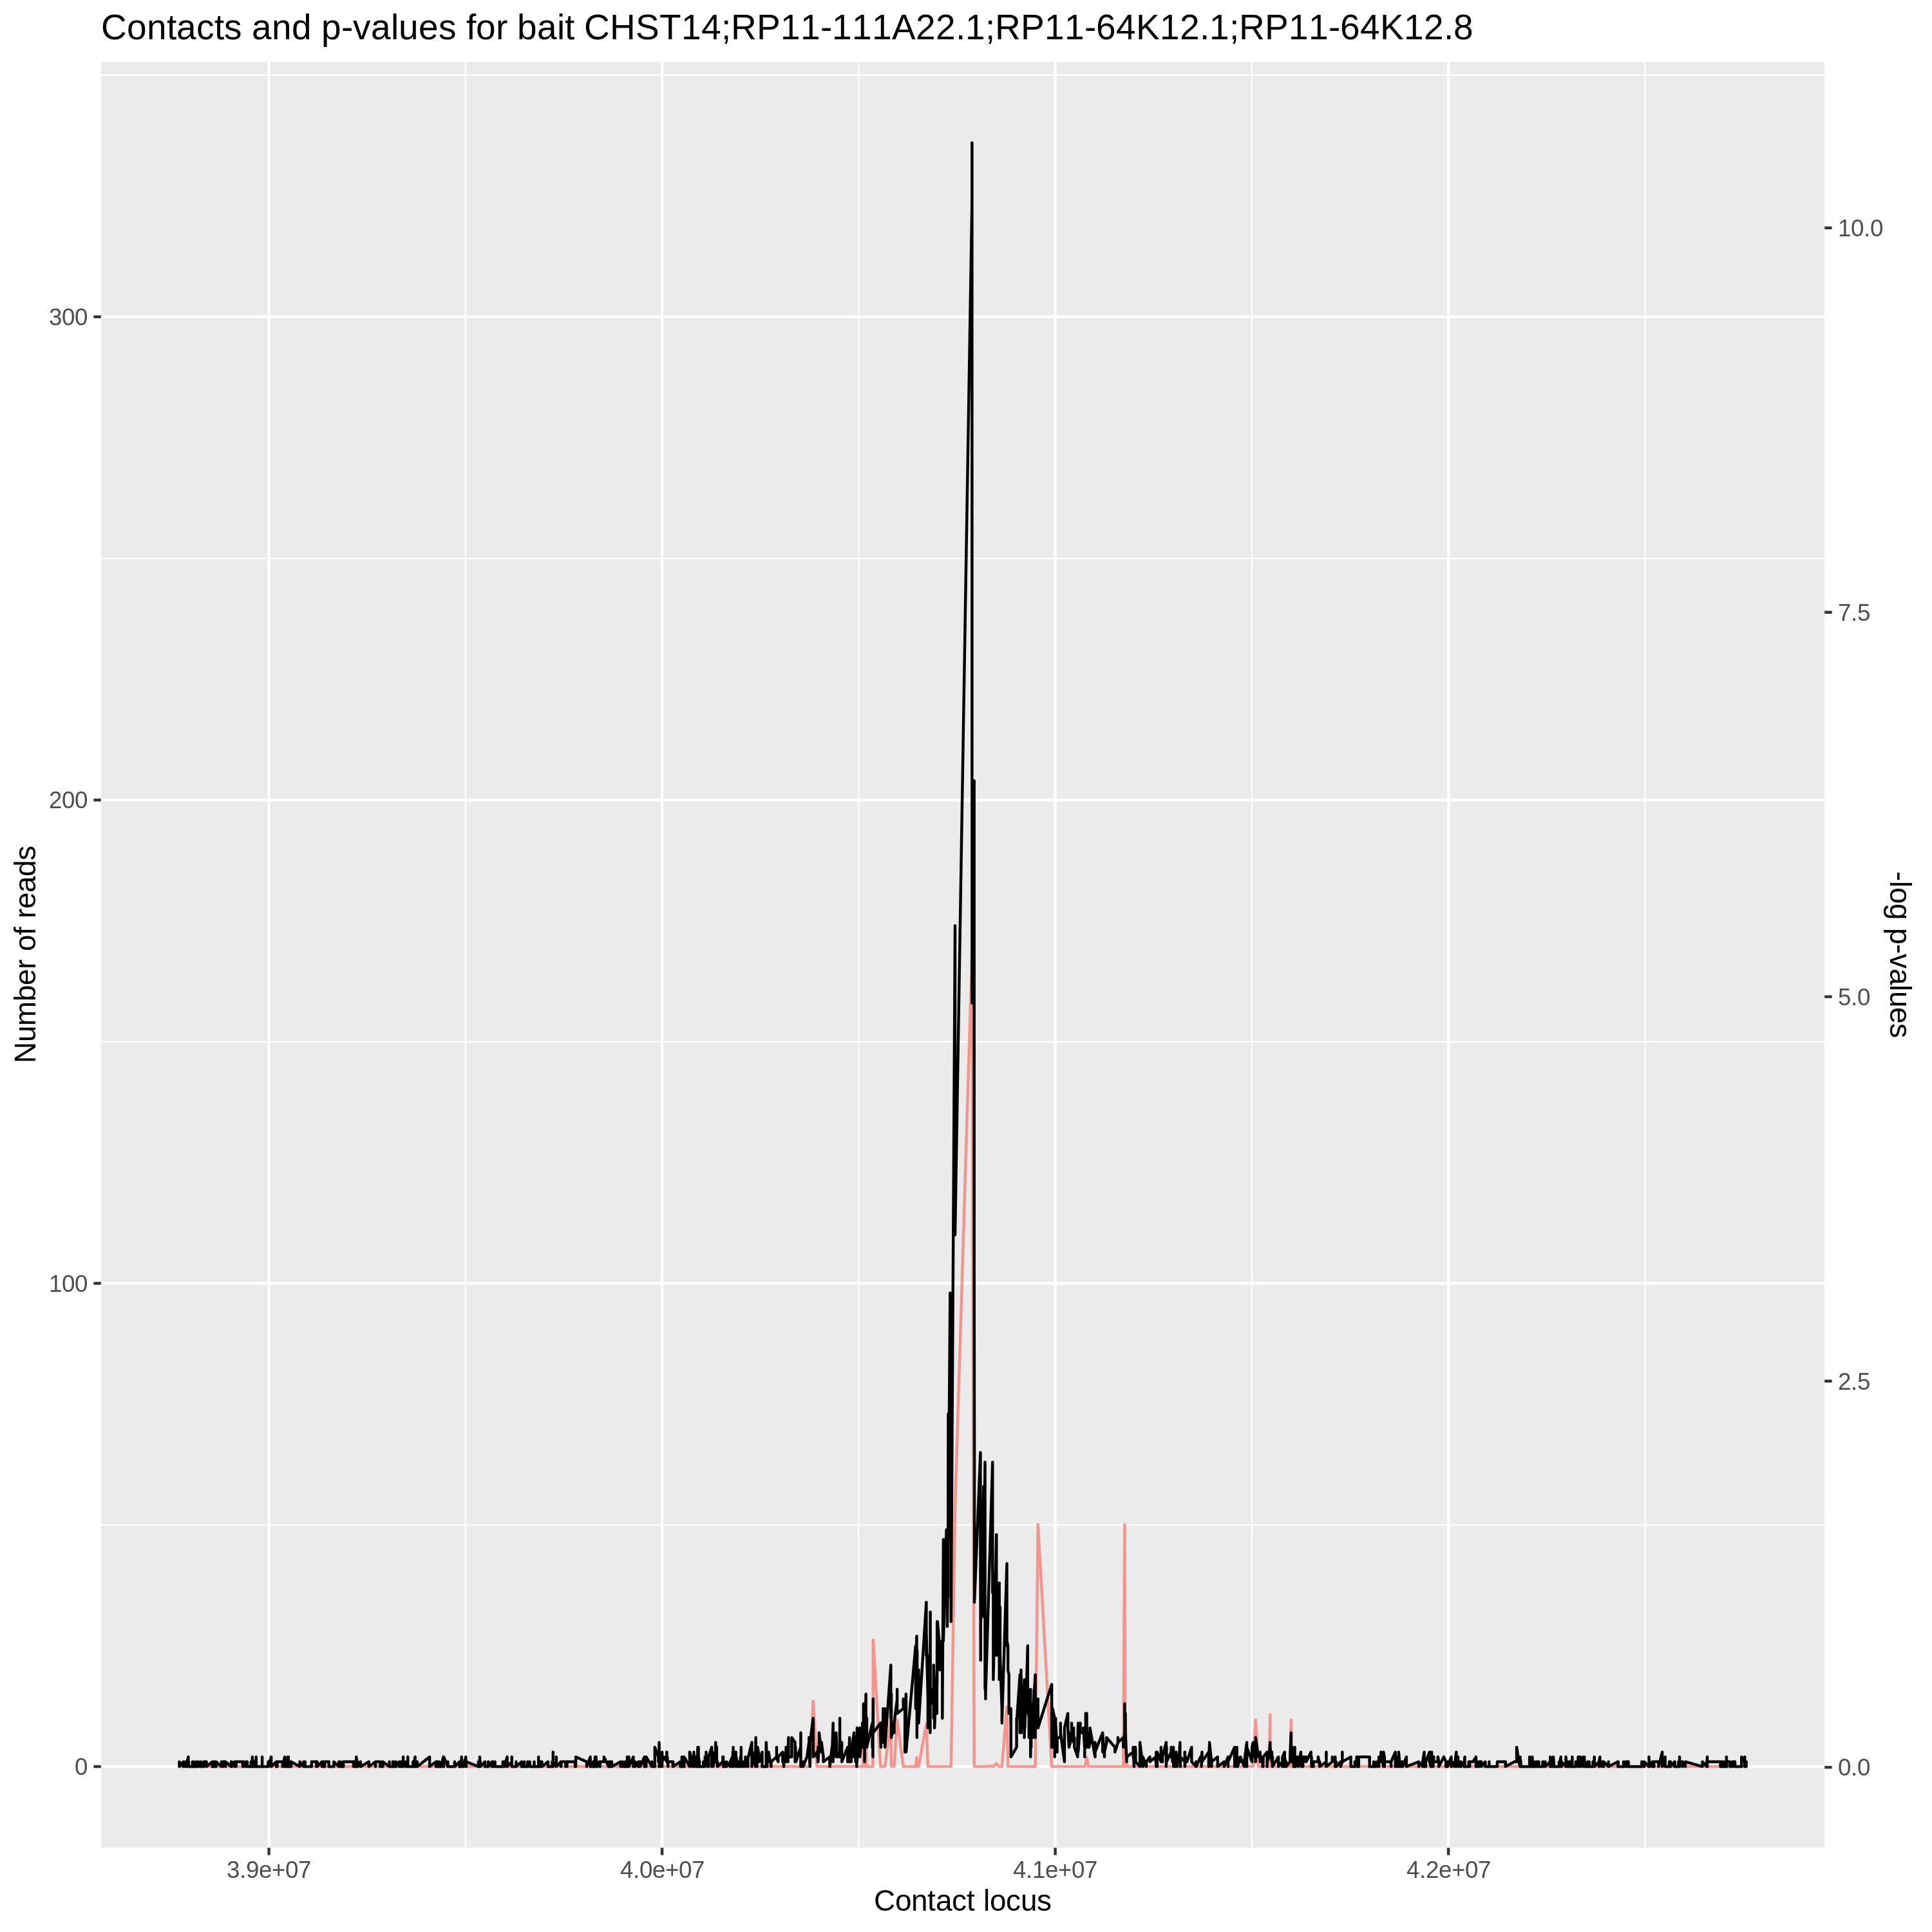 Contacts and p-values for bait CHST14;RP11-111A22.1;RP11-64K12.1;RP11-64K12.8
Number of reads
300
200
100
0
10.0
7.5
5.0
2.5
0.0
-log p-values
3.9e+07 4.0e+07 4.1e+07 4.2e+07
Contact locus